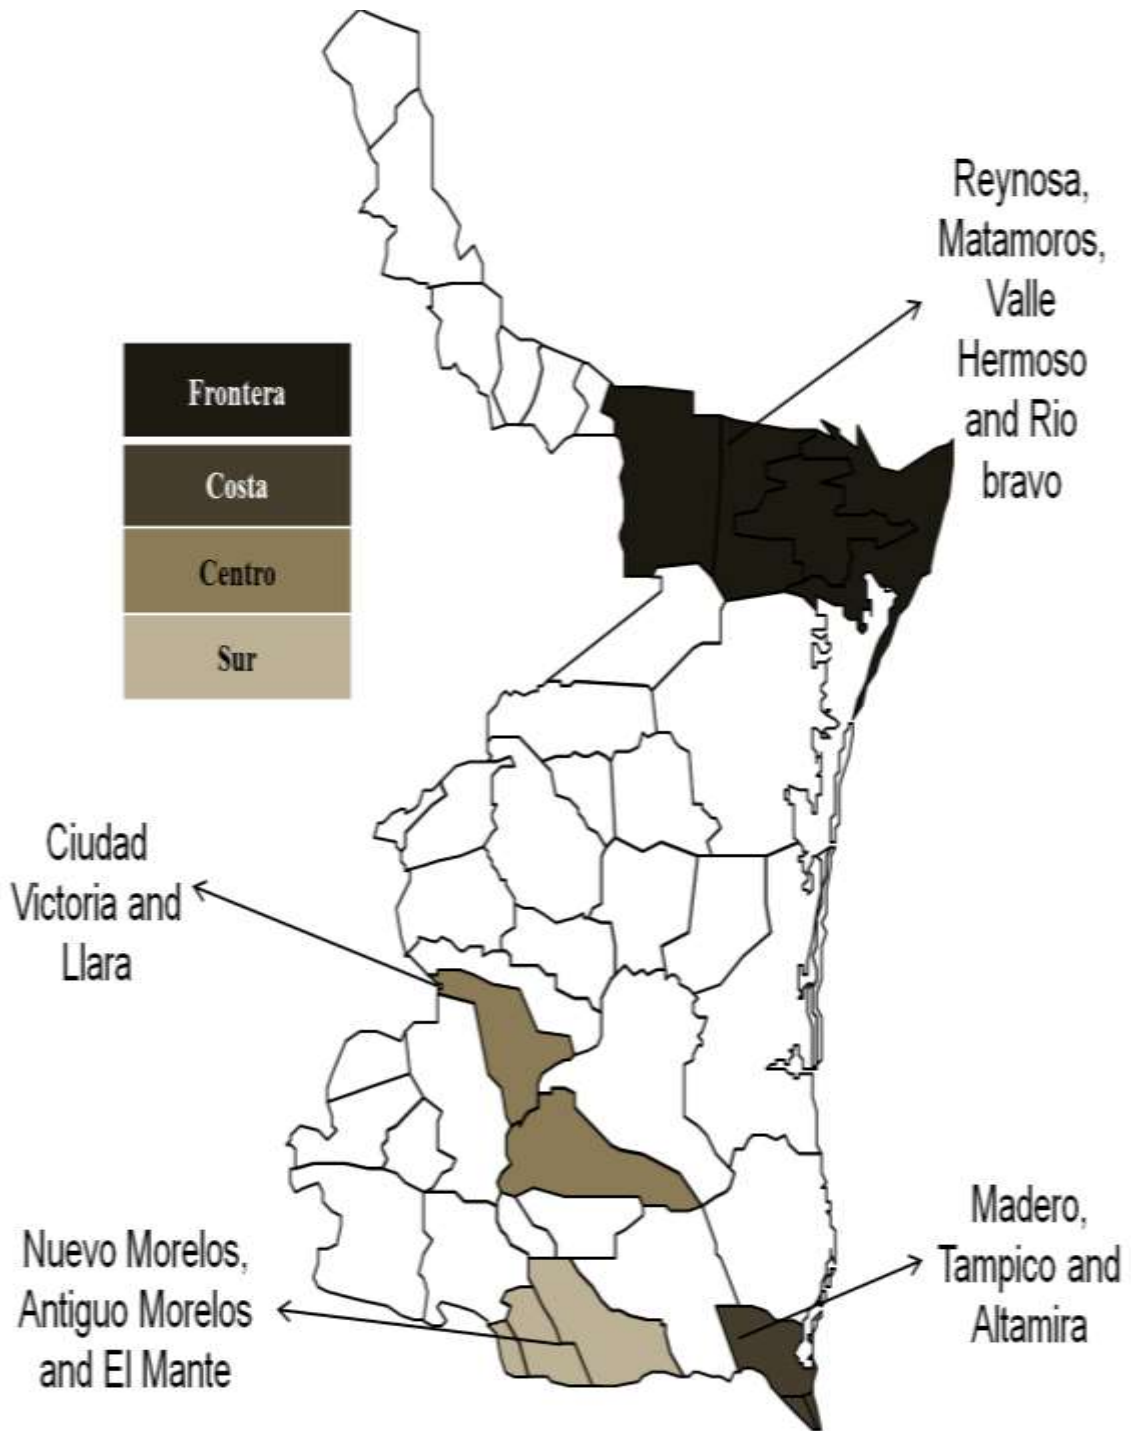 Reynosa,
Matamoros,
Valle
Hermoso
and Rio
bravo
Frontera
Costa
Centro
Sur
Ciudad
Victoria and
Llara
Nuevo Morelos,
Antiguo Morelos
and El Mante
Madero,
Tampico and
Altamira